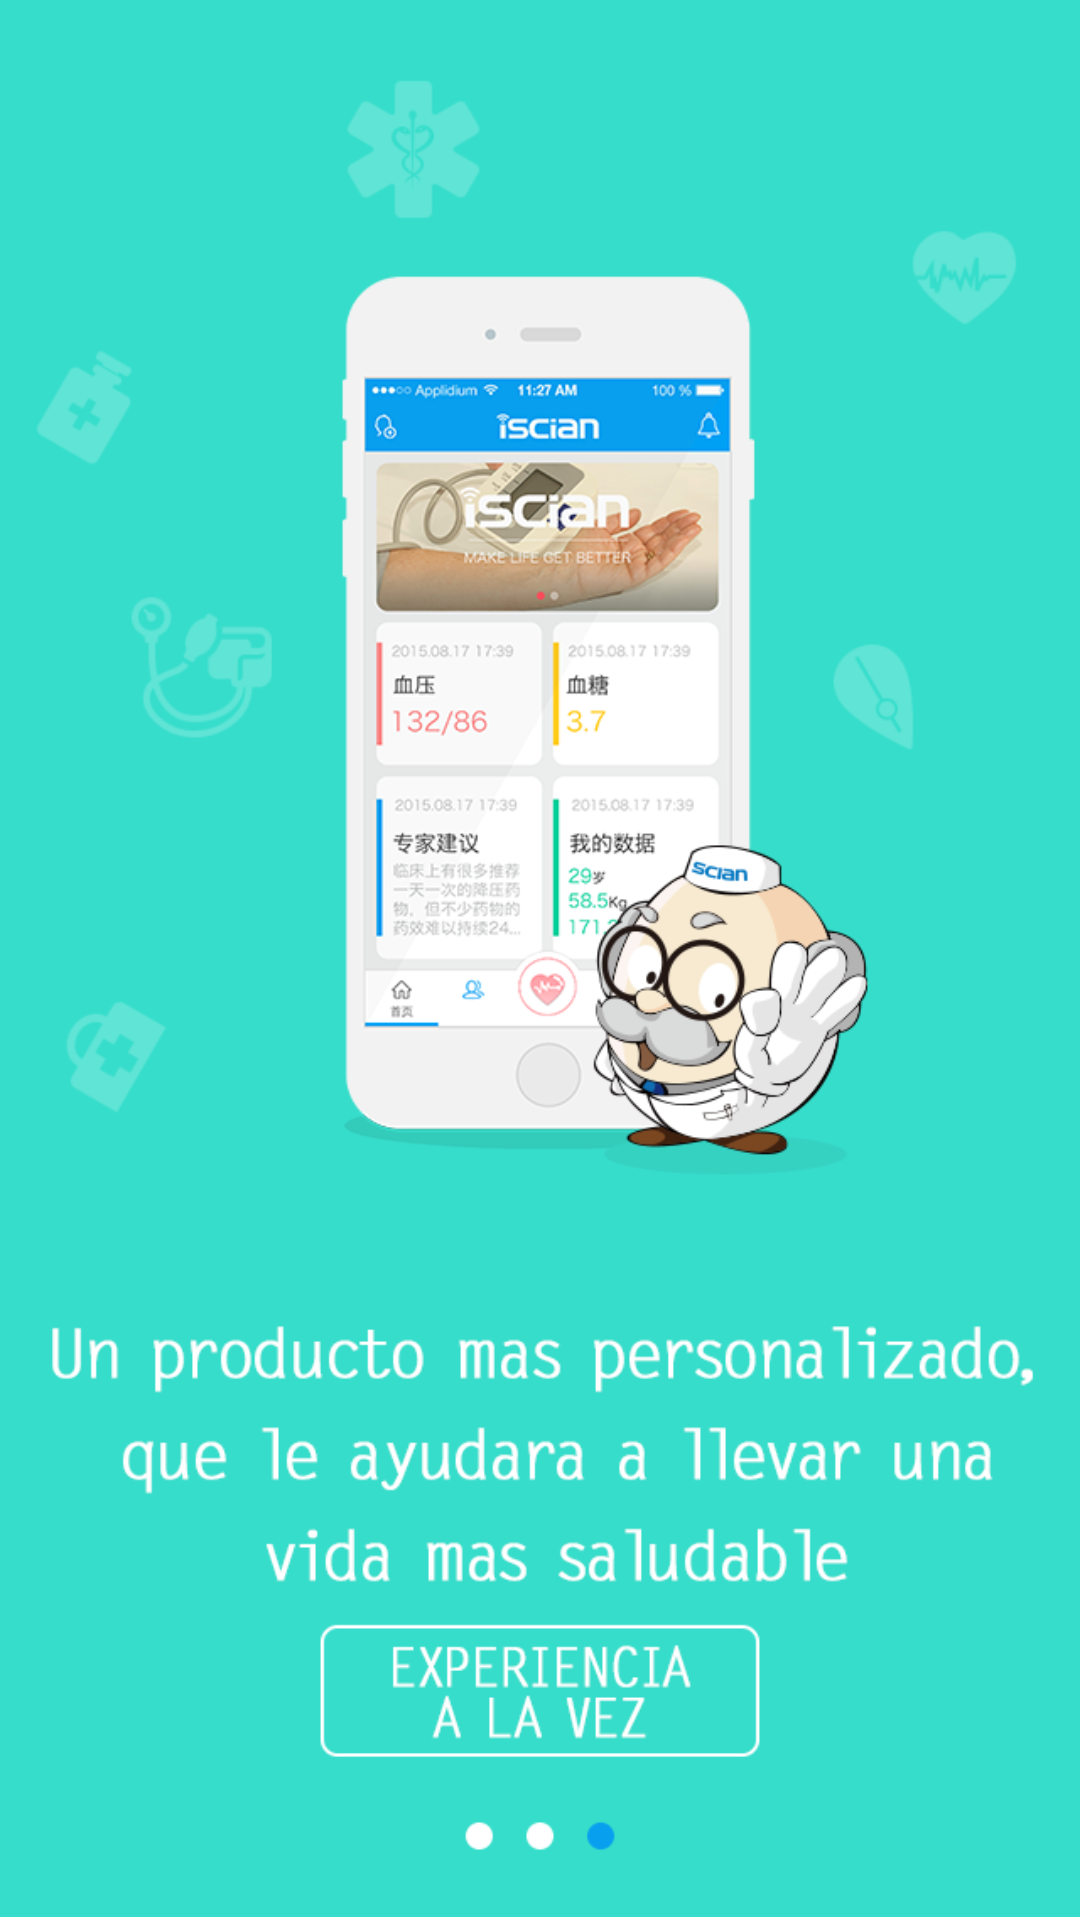 Applidium 11:27 AM 100 %
iscian
iscian
MAKE LIFE GET BETTER
2015.08.17 17:39
血压
132/86
2015.08.17 17:39
血糖
3.7
2015.08.17 17:39
专家建议
临床上有很多推荐
一天一次的降压药
物，但不少药物的
药效难以持续24...
2015.08.17 17:39
我的数据
29岁
58.5Kg
首页
scian
Un producto mas personalizado,
que le ayudara a llevar una
vida mas saludable
EXPERIENCIA
A LA VEZ